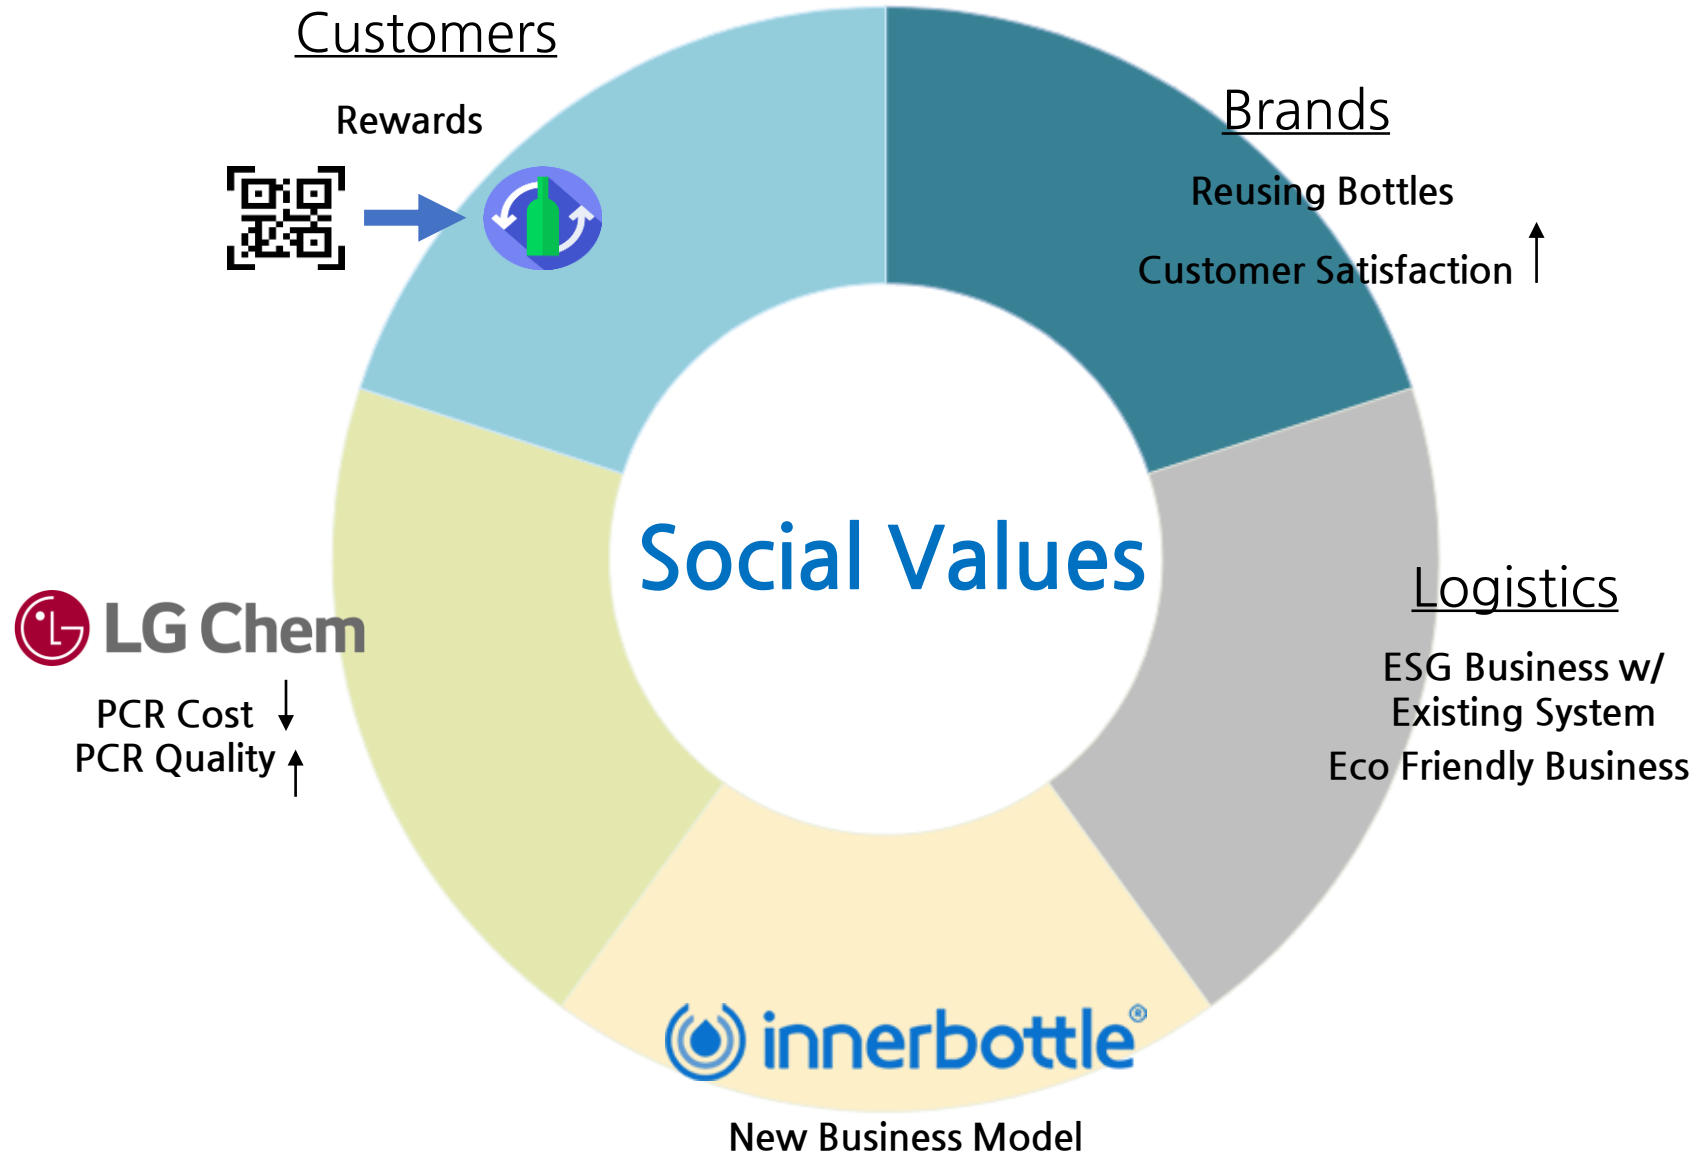 Customers
Rewards
Brands
Reusing Bottles
Customer Satisfaction
Social Values
Logistics
ESG Business w/
Existing System
Eco Friendly Business
LG Chem
PCR Cost
PCR Quality
innerbottle®
New Business Model